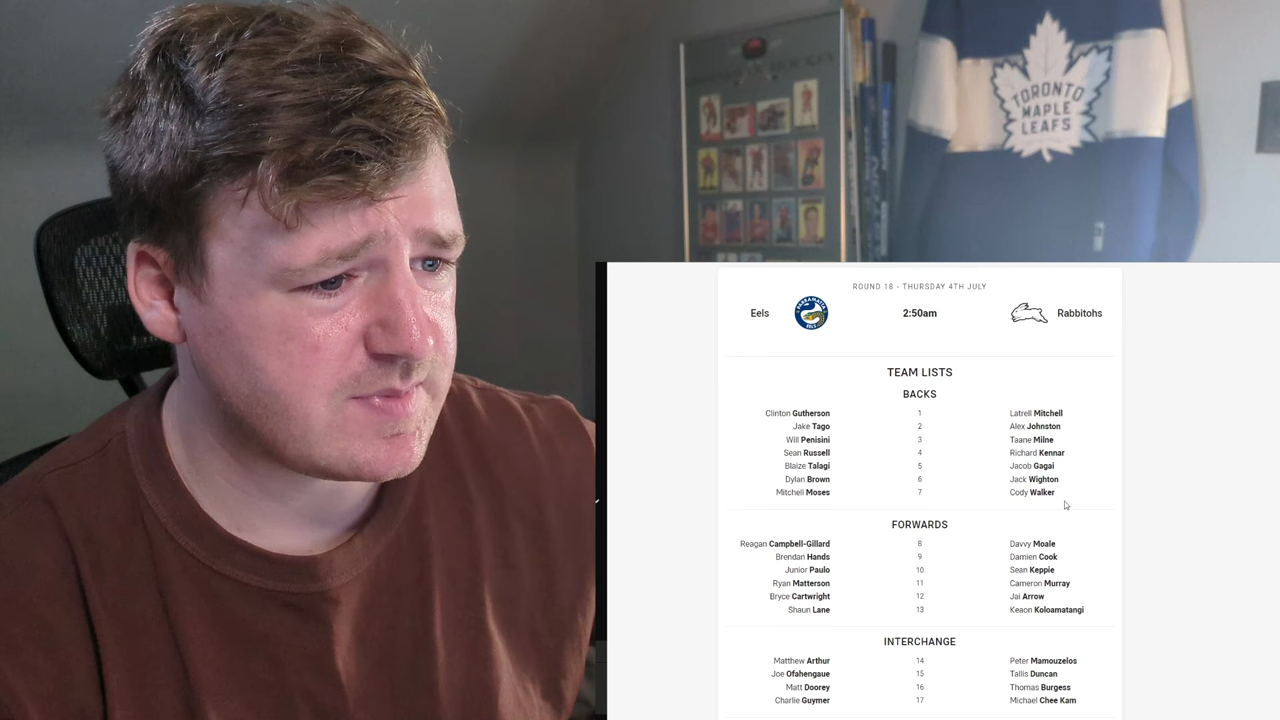 TORONTO
MAPLE
LEAFS
ROUND 18 - THURSDAY 4TH JULY
Eels 2:50am Rabbitohs
TEAM LISTS
BACKS
Clinton Gutherson 1 Latrell Mitchell
Jake Tago 2 Alex Johnston
Will Penisini 3 Taane Milne
Sean Russell 4 Richard Kennar
Blaize Talagi 5 Jacob Gagai
Dylan Brown 6 Jack Wighton
Mitchell Moses 7 Cody Walker
FORWARDS
Reagan Campbell-Gillard 8 Davvy Moale
Brendan Hands 9 Damien Cook
Junior Paulo 10 Sean Keppie
Ryan Matterson 11 Cameron Murray
Bryce Cartwright 12 Jai Arrow
Shaun Lane 13 Keaon Koloamatangi
INTERCHANGE
Matthew Arthur 14 Peter Mamouzelos
Joe Ofahengaue 15 Tallis Duncan
Matt Doorey 16 Thomas Burgess
Charlie Guymer 17 Michael Chee Kam